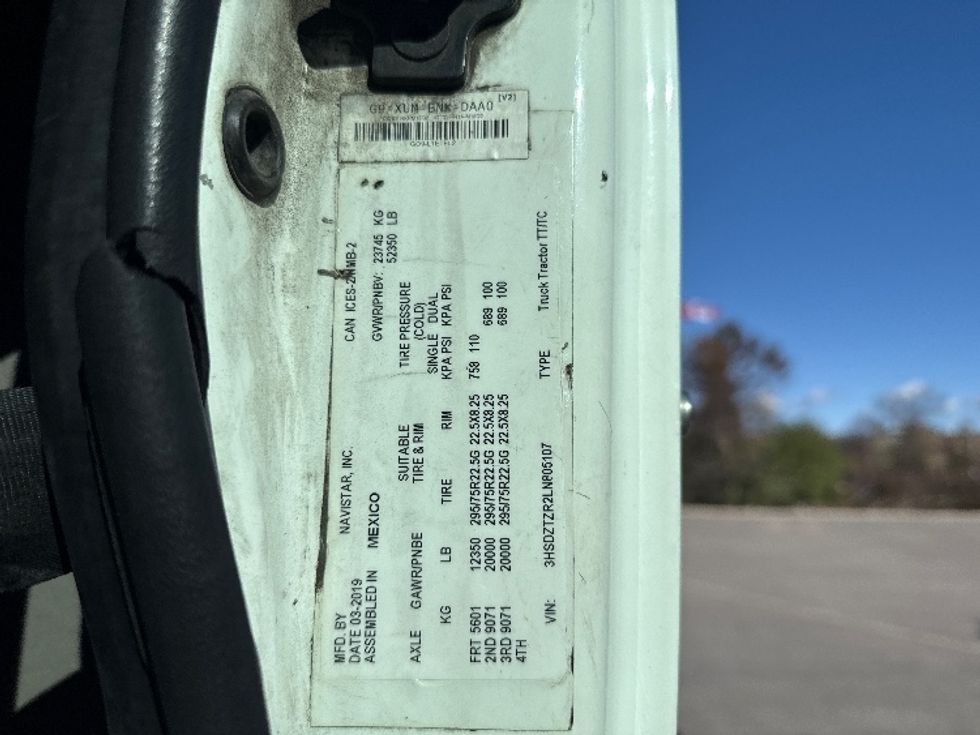 GP-XUM-BNK-DAA0 [V2]
CAN ICES-2/NMB-2
MFD. BY NAVISTAR, INC.
DATE 03-2019 GVWR/PNBV: 23745 KG
ASSEMBLED IN MEXICO 52350 LB
SUITABLE TIRE PRESSURE
AXLE GAWR/PNBE TIRE & RIM (COLD)
SINGLE DUAL
KG LB TIRE RIM KPA PSI KPA PSI
FRT 5601 12350 295/75R22.5G 22.5X8.25 758 110
2ND 9071 20000 295/75R22.5G 22.5X8.25 689 100
3RD 9071 20000 295/75R22.5G 22.5X8.25 689 100
4TH
VIN: 3HSDZTZR2LN805107 TYPE Truck Tractor TT/TC